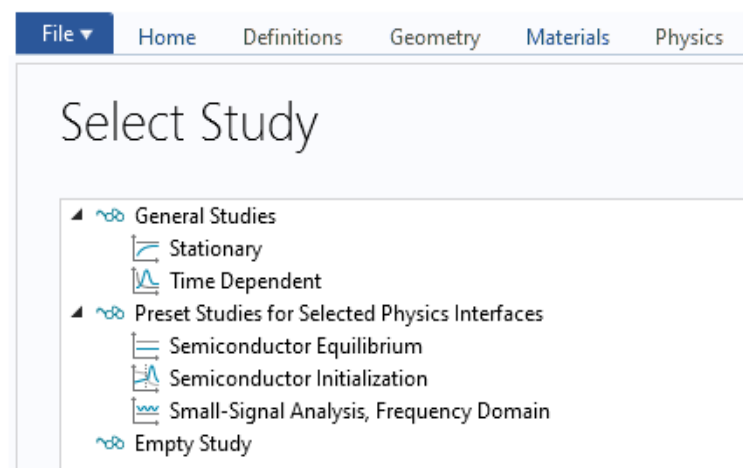 File ▾ Home Definitions Geometry Materials Physics
Select Study
General Studies
Stationary
Time Dependent
Preset Studies for Selected Physics Interfaces
Semiconductor Equilibrium
Semiconductor Initialization
Small-Signal Analysis, Frequency Domain
Empty Study